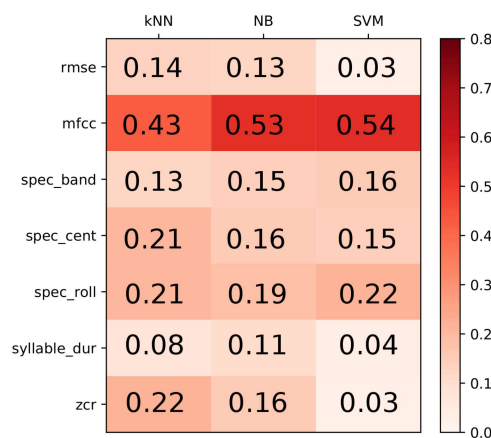 kNN NB SVM
rmse 0.14 0.13 0.03
mfcc 0.43 0.53 0.54
spec_band 0.13 0.15 0.16
spec_cent 0.21 0.16 0.15
spec_roll 0.21 0.19 0.22
syllable_dur 0.08 0.11 0.04
zcr 0.22 0.16 0.03
0.8
0.7
0.6
0.5
0.4
0.3
0.2
0.1
0.0